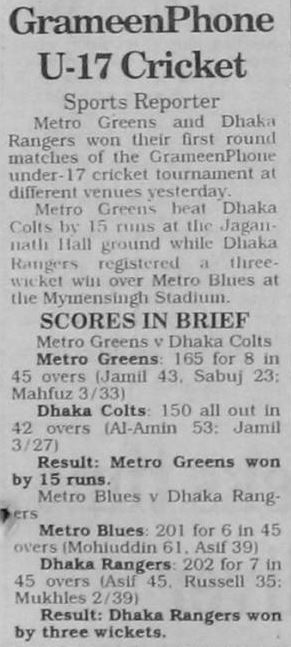 GrameenPhone
U-17 Cricket
Sports Reporter
Metro Greens and Dhaka
Rangers won their first round
matches of the GrameenPhone
under-17 cricket tournament at
different venues yesterday.
Metro Greens beat Dhaka
Colts by 15 runs at the Jagan-
nath Hall ground while Dhaka
Rangers registered a three-
wicket win over Metro Blues at
the Mymensingh Stadium.
SCORES IN BRIEF
Metro Greens v Dhaka Colts
Metro Greens: 165 for 8 in
45 overs (Jamil 43, Sabuj 23;
Mahfuz 3/33)
Dhaka Colts: 150 all out in
42 overs (Al-Amin 53; Jamil
3/27)
Result: Metro Greens won
by 15 runs.
Metro Blues v Dhaka Rang-
ers
Metro Blues: 201 for 6 in 45
overs (Mohiuddin 61, Asif 39)
Dhaka Rangers: 202 for 7 in
45 overs (Asif 45, Russell 35;
Mukhles 2/39)
Result: Dhaka Rangers won
by three wickets.